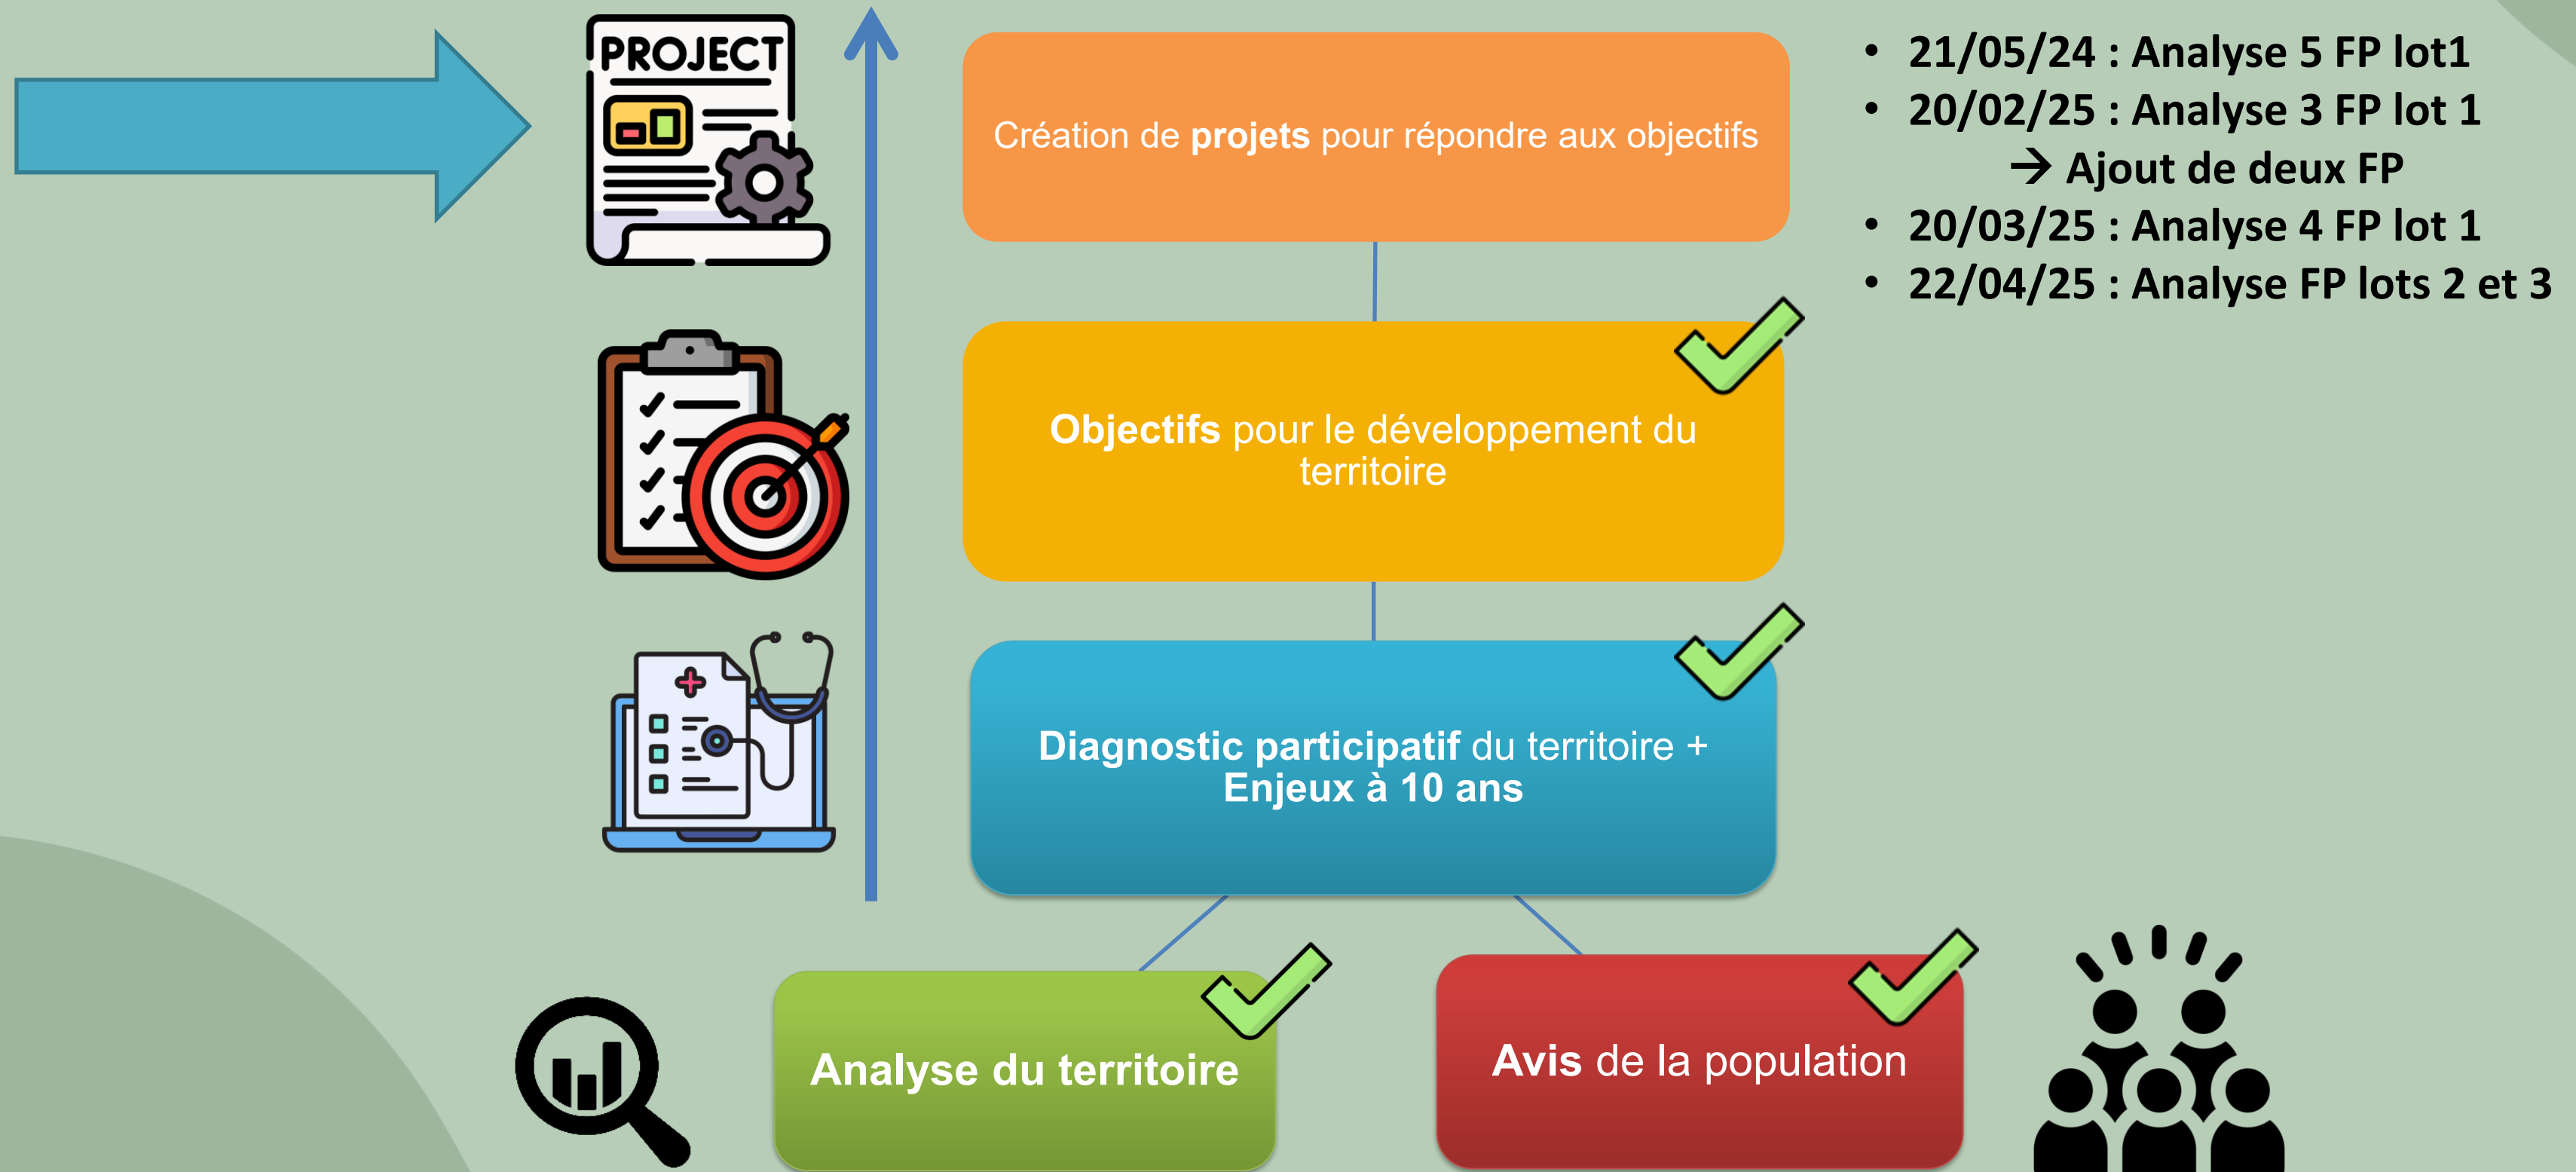 PROJECT
Création de projets pour répondre aux objectifs
• 21/05/24 : Analyse 5 FP lot1
• 20/02/25 : Analyse 3 FP lot 1
→ Ajout de deux FP
• 20/03/25 : Analyse 4 FP lot 1
• 22/04/25 : Analyse FP lots 2 et 3
Objectifs pour le développement du
territoire
Diagnostic participatif du territoire +
Enjeux à 10 ans
Analyse du territoire
Avis de la population